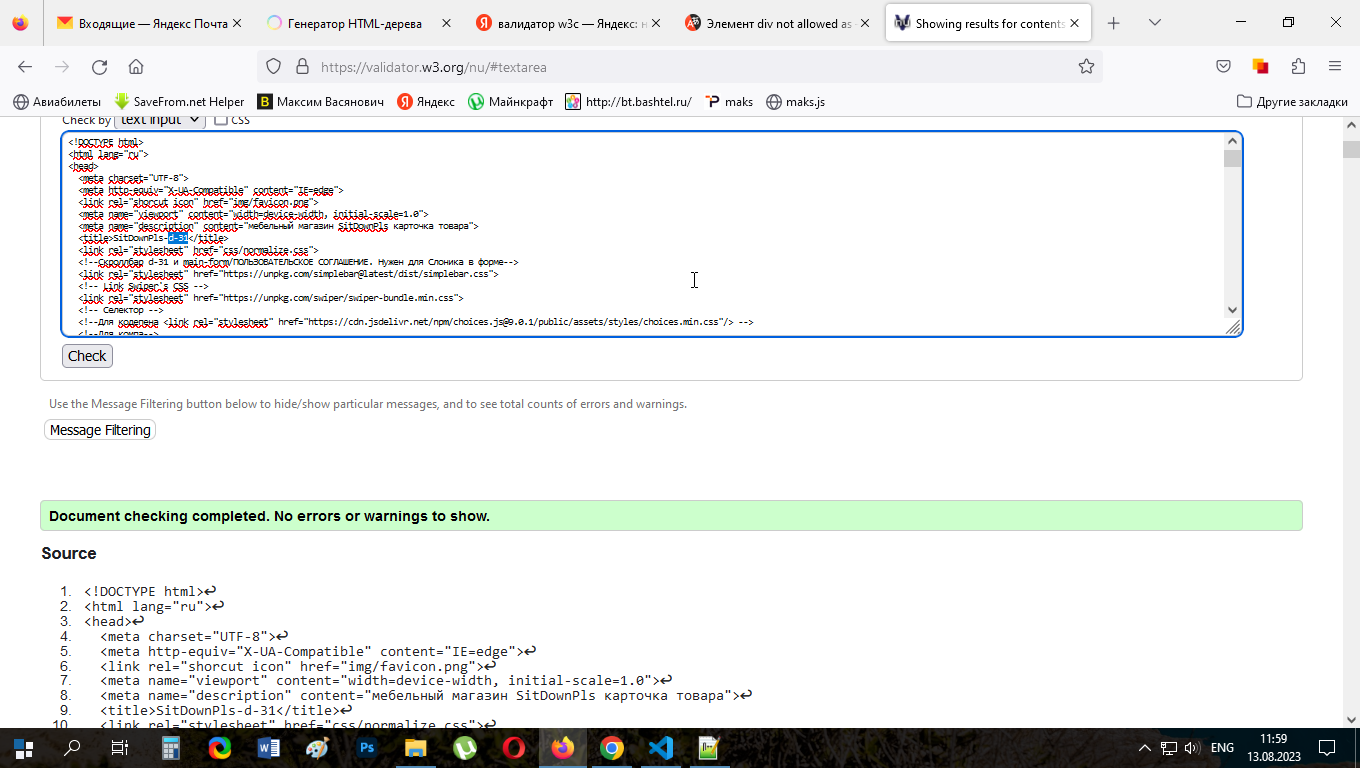 Входящие — Яндекс Почта
Генератор HTML-дерева
валидатор w3c — Яндекс: н
Элемент div not allowed as
Showing results for contents
https://validator.w3.org/nu/#textarea
Авиабилеты
SaveFrom.net Helper
Максим Васянович
Яндекс
Майнкрафт
http://bt.bashtel.ru/
maks
maks.js
Другие закладки
Check by text input css
<!DOCTYPE html>
<html lang="ru">
<head>
<meta charset="UTF-8">
<meta http-equiv="X-UA-Compatible" content="IE=edge">
<link rel="shorcut icon" href="img/favicon.png">
<meta name="viewport" content="width=device-width, initial-scale=1.0">
<meta name="description" content="мебельный магазин SitDownPls карточка товара">
<title>SitDownPls-d-31</title>
<link rel="stylesheet" href="css/normalize.css">
<!--Скроллбар d-31 и main-form/ПОЛЬЗОВАТЕЛЬСКОЕ СОГЛАШЕНИЕ. Нужен для Слоника в форме-->
<link rel="stylesheet" href="https://unpkg.com/simplebar@latest/dist/simplebar.css">
<!-- Link Swiper's CSS -->
<link rel="stylesheet" href="https://unpkg.com/swiper/swiper-bundle.min.css">
<!-- Селектор -->
<!--Для кодепена <link rel="stylesheet" href="https://cdn.jsdelivr.net/npm/choices.js@9.0.1/public/assets/styles/choices.min.css"/> -->
<!--Для компа-->
Check
Use the Message Filtering button below to hide/show particular messages, and to see total counts of errors and warnings.
Message Filtering
Document checking completed. No errors or warnings to show.
Source
1. <!DOCTYPE html>↩
2. <html lang="ru">↩
3. <head>↩
4. <meta charset="UTF-8">↩
5. <meta http-equiv="X-UA-Compatible" content="IE=edge">↩
6. <link rel="shorcut icon" href="img/favicon.png">↩
7. <meta name="viewport" content="width=device-width, initial-scale=1.0">↩
8. <meta name="description" content="мебельный магазин SitDownPls карточка товара">↩
9. <title>SitDownPls-d-31</title>↩
10. <link rel="stylesheet" href="css/normalize.css">↩
ENG
11:59
13.08.2023